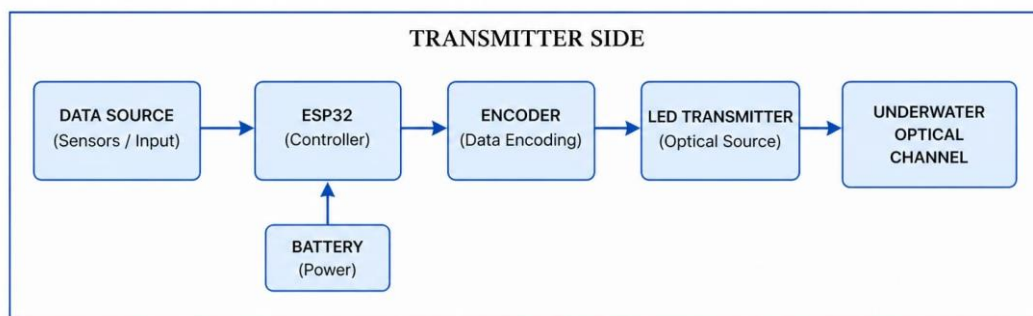 TRANSMITTER SIDE
DATA SOURCE
(Sensors / Input)
ESP32
(Controller)
ENCODER
(Data Encoding)
LED TRANSMITTER
(Optical Source)
UNDERWATER
OPTICAL
CHANNEL
BATTERY
(Power)